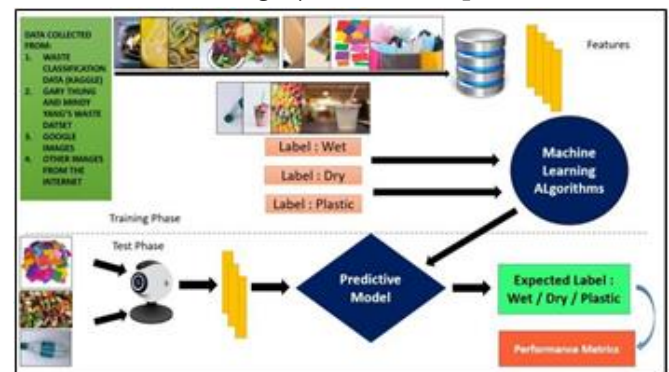 DATA COLLECTED
FROM:
1. WASTE
CLASSIFICATION
DATA (KAGGLE)
2. GARY THUNG
AND MINDY
YANG'S WASTE
DATSET
3. GOOGLE
IMAGES
4. OTHER IMAGES
FROM THE
INTERNET
Features
Label : Wet
Label : Dry
Label : Plastic
Machine
Learning
ALgorithms
Training Phase
Test Phase
Predictive
Model
Expected Label :
Wet / Dry / Plastic
Performance Metrics